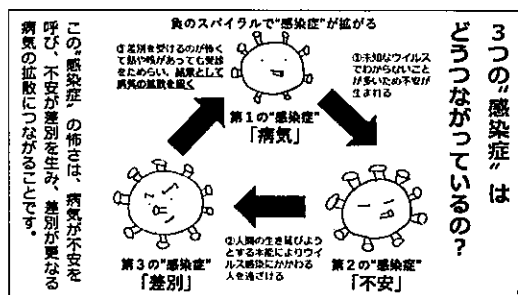 3つの“感染症”は
どうつながっているの？
負のスパイラルで“感染症”が拡がる
①未知なウイルス
でわからないこと
が多いため不安が
生まれる
③差別を受けるのが怖く
て熱や咳があっても受診
をためらい、結果として
病気の拡散を招く
第1の“感染症”
「病気」
②人間の生き延びよう
とする本能によりウイ
ルス感染にかかわる
人を遠ざける
第2の“感染症”
「不安」
第3の“感染症”
「差別」
この“感染症”の怖さは、病気が不安を
呼び、不安が差別を生み、差別が更なる
病気の拡散につながることです。